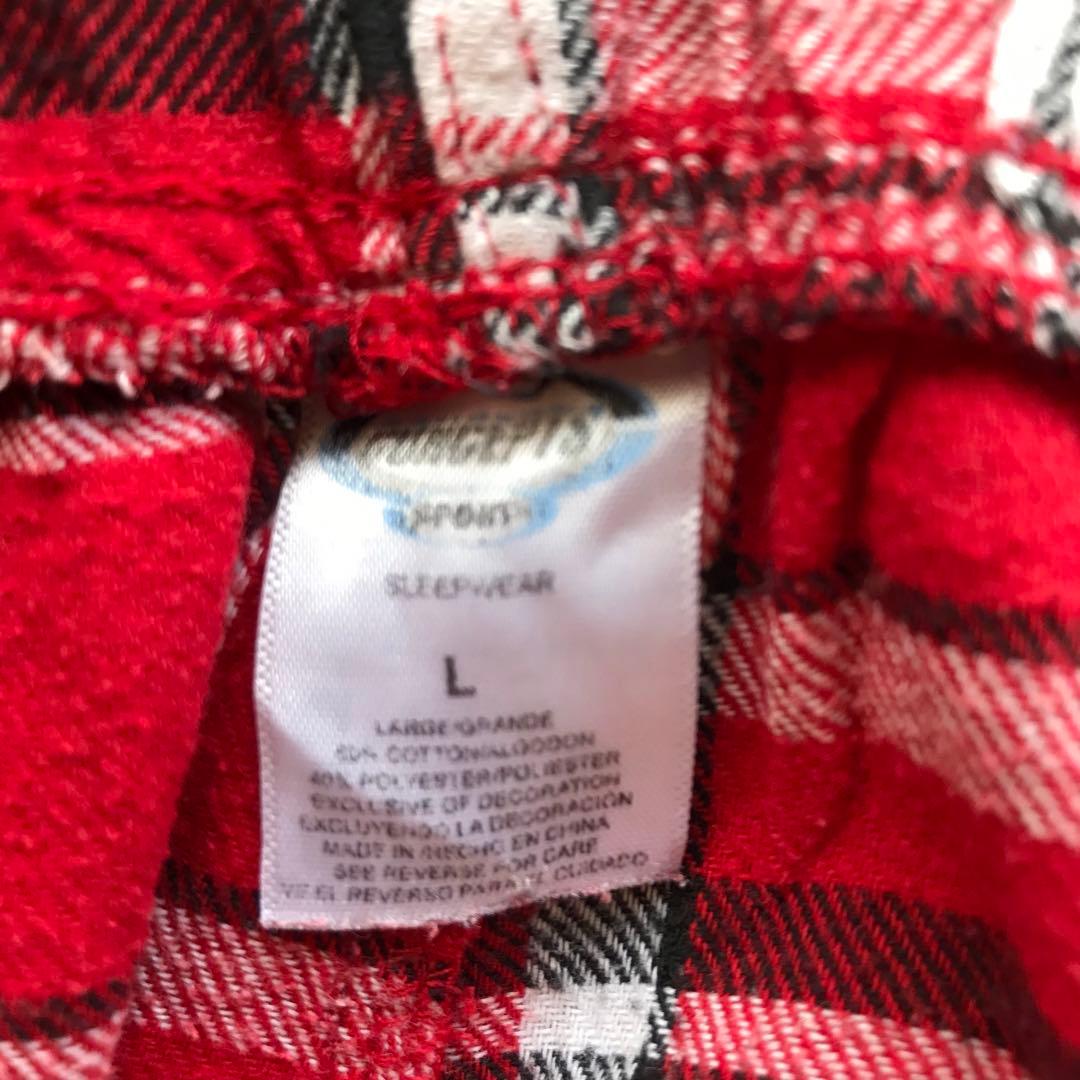 SLEEPWEAR
L
LARGE/GRANDE
60% COTTON/ALGODON
40% POLYESTER/POLIESTER
EXCLUSIVE OF DECORATION
EXCLUYENDO LA DECORACION
MADE IN/HECHO EN CHINA
SEE REVERSE FOR CARE
VE EL REVERSO PARA EL CUIDADO